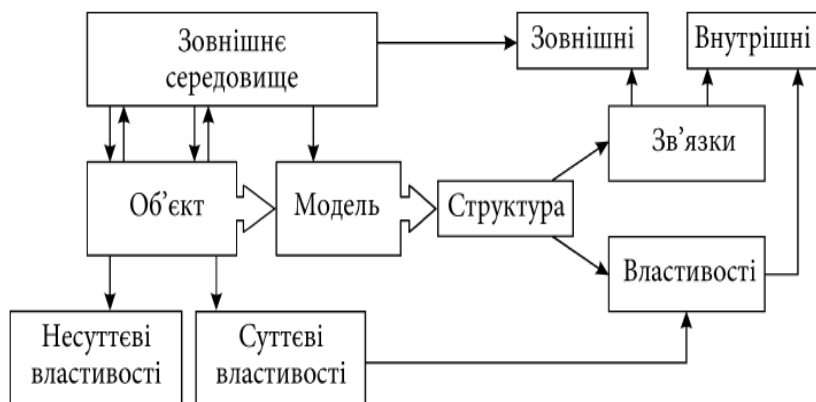 Зовнішнє
середовище
Зовнішні
Внутрішні
Зв’язки
Об’єкт
Модель
Структура
Властивості
Несуттєві
властивості
Суттєві
властивості